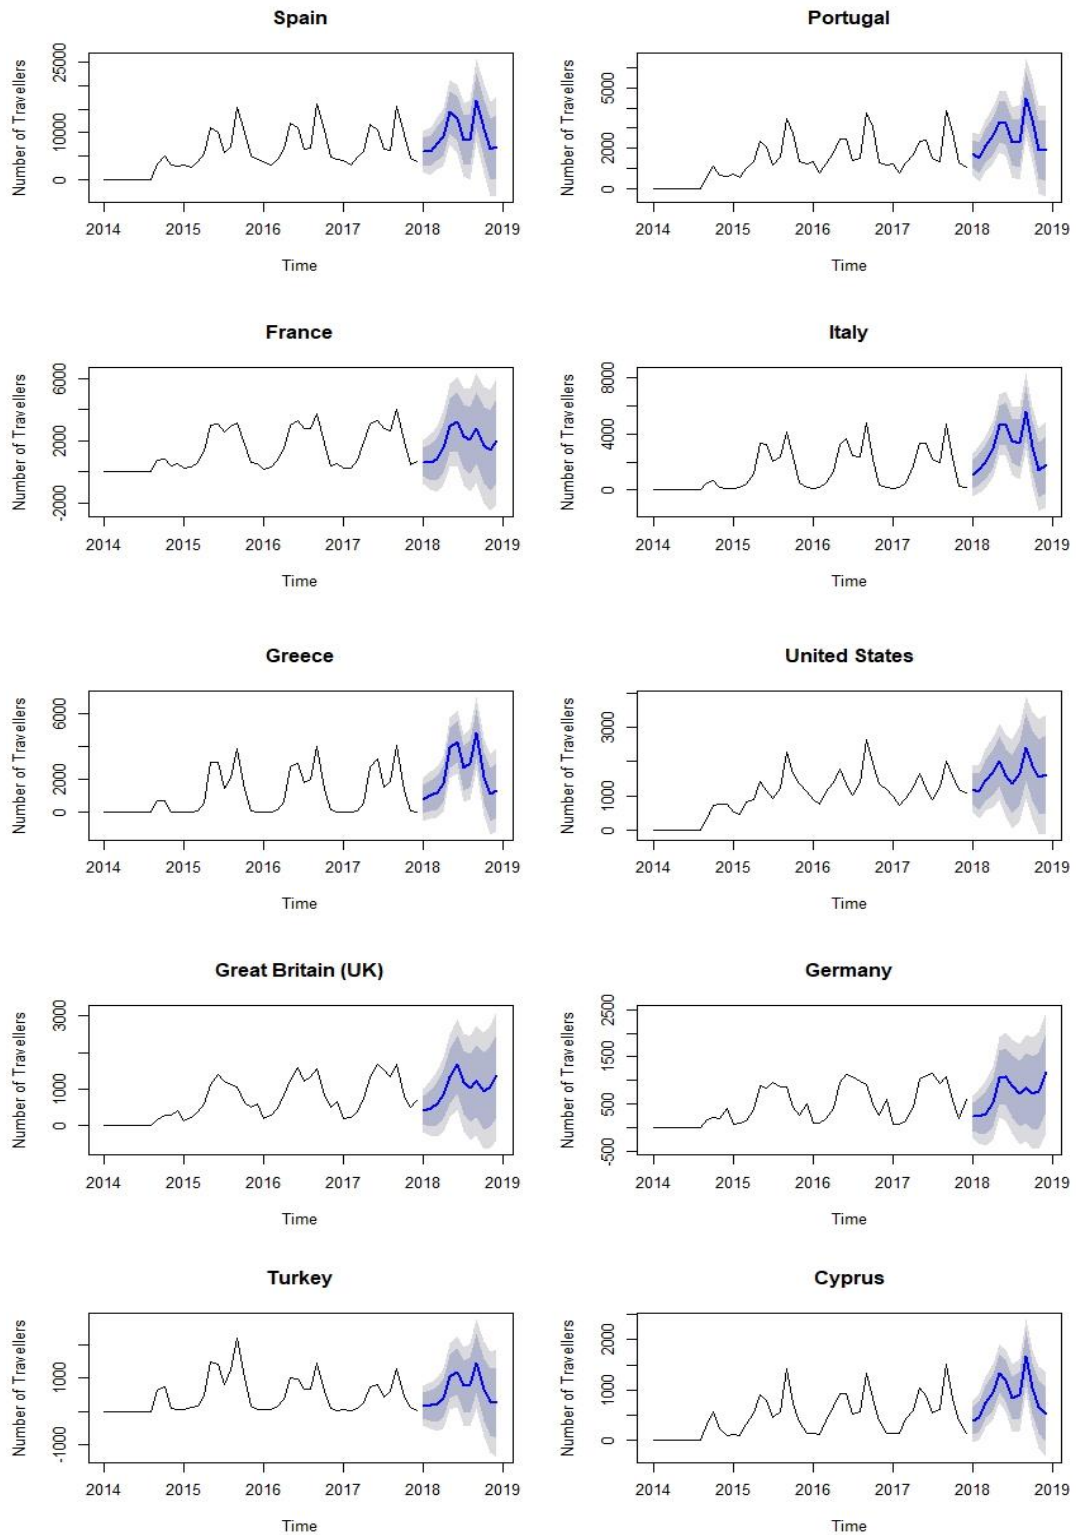 Spain
Number of Travellers
0 10000 25000
2014 2015 2016 2017 2018 2019
Time
Portugal
Number of Travellers
0 2000 5000
2014 2015 2016 2017 2018 2019
Time
France
Number of Travellers
-2000 2000 6000
2014 2015 2016 2017 2018 2019
Time
Italy
Number of Travellers
0 4000 8000
2014 2015 2016 2017 2018 2019
Time
Greece
Number of Travellers
0 2000 6000
2014 2015 2016 2017 2018 2019
Time
United States
Number of Travellers
0 1000 3000
2014 2015 2016 2017 2018 2019
Time
Great Britain (UK)
Number of Travellers
0 1000 3000
2014 2015 2016 2017 2018 2019
Time
Germany
Number of Travellers
-500 500 1500 2500
2014 2015 2016 2017 2018 2019
Time
Turkey
Number of Travellers
-1000 1000
2014 2015 2016 2017 2018 2019
Time
Cyprus
Number of Travellers
0 1000 2000
2014 2015 2016 2017 2018 2019
Time